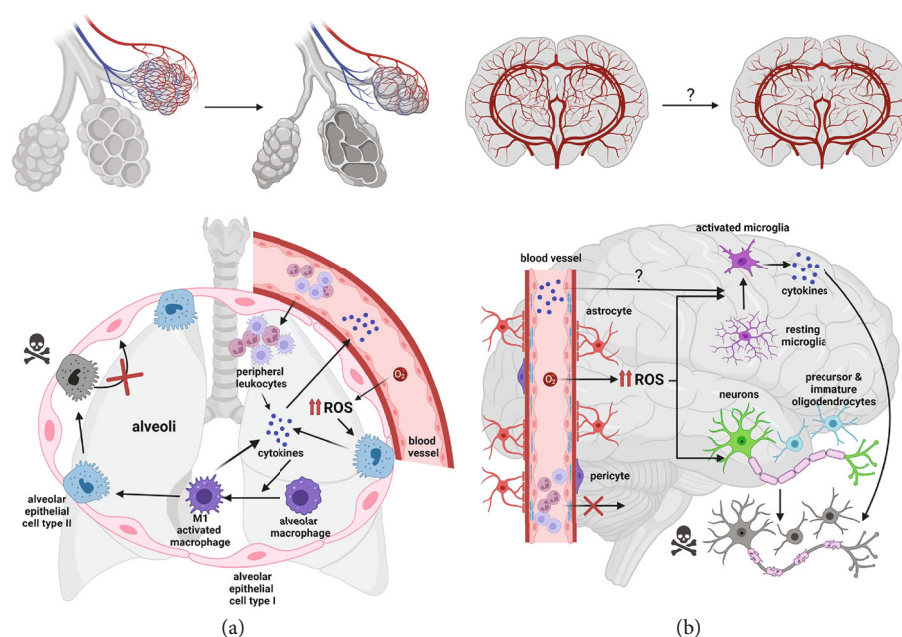 ?
peripheral
leukocytes
O₂
⇈ROS
alveoli
cytokines
blood
vessel
alveolar
epithelial
cell type II
M1
activated
macrophage
alveolar
macrophage
alveolar
epithelial
cell type I
(a)
activated microglia
blood vessel
?
cytokines
astrocyte
resting
microglia
O₂
⇈ROS
neurons
precursor &
immature
oligodendrocytes
pericyte
(b)